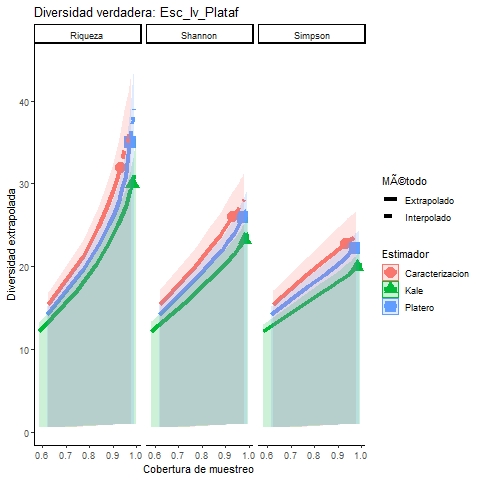 Diversidad verdadera: Esc_lv_Plataf
Riqueza
Shannon
Simpson
Diversidad extrapolada
40
30
20
10
0
0.6 0.7 0.8 0.9 1.0
0.6 0.7 0.8 0.9 1.0
0.6 0.7 0.8 0.9 1.0
Cobertura de muestreo
MÃ©todo
Extrapolado
Interpolado
Estimador
Caracterizacion
Kale
Platero